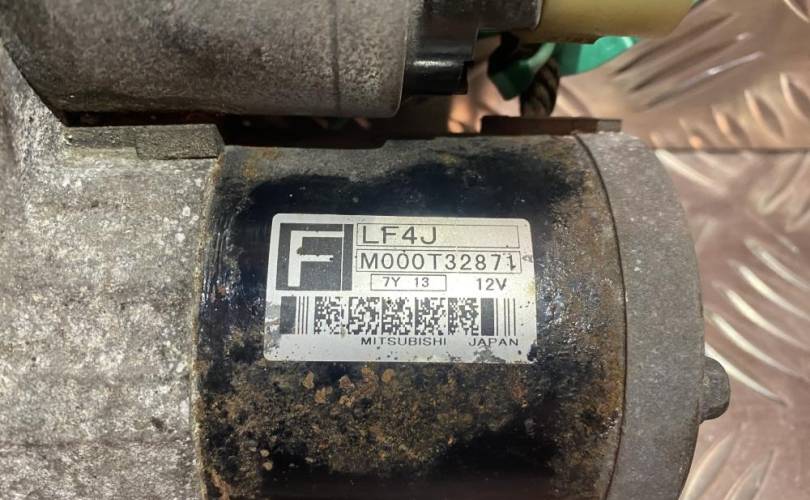 F
LF4J
M000T32871
7Y 13 12V
MITSUBISHI JAPAN